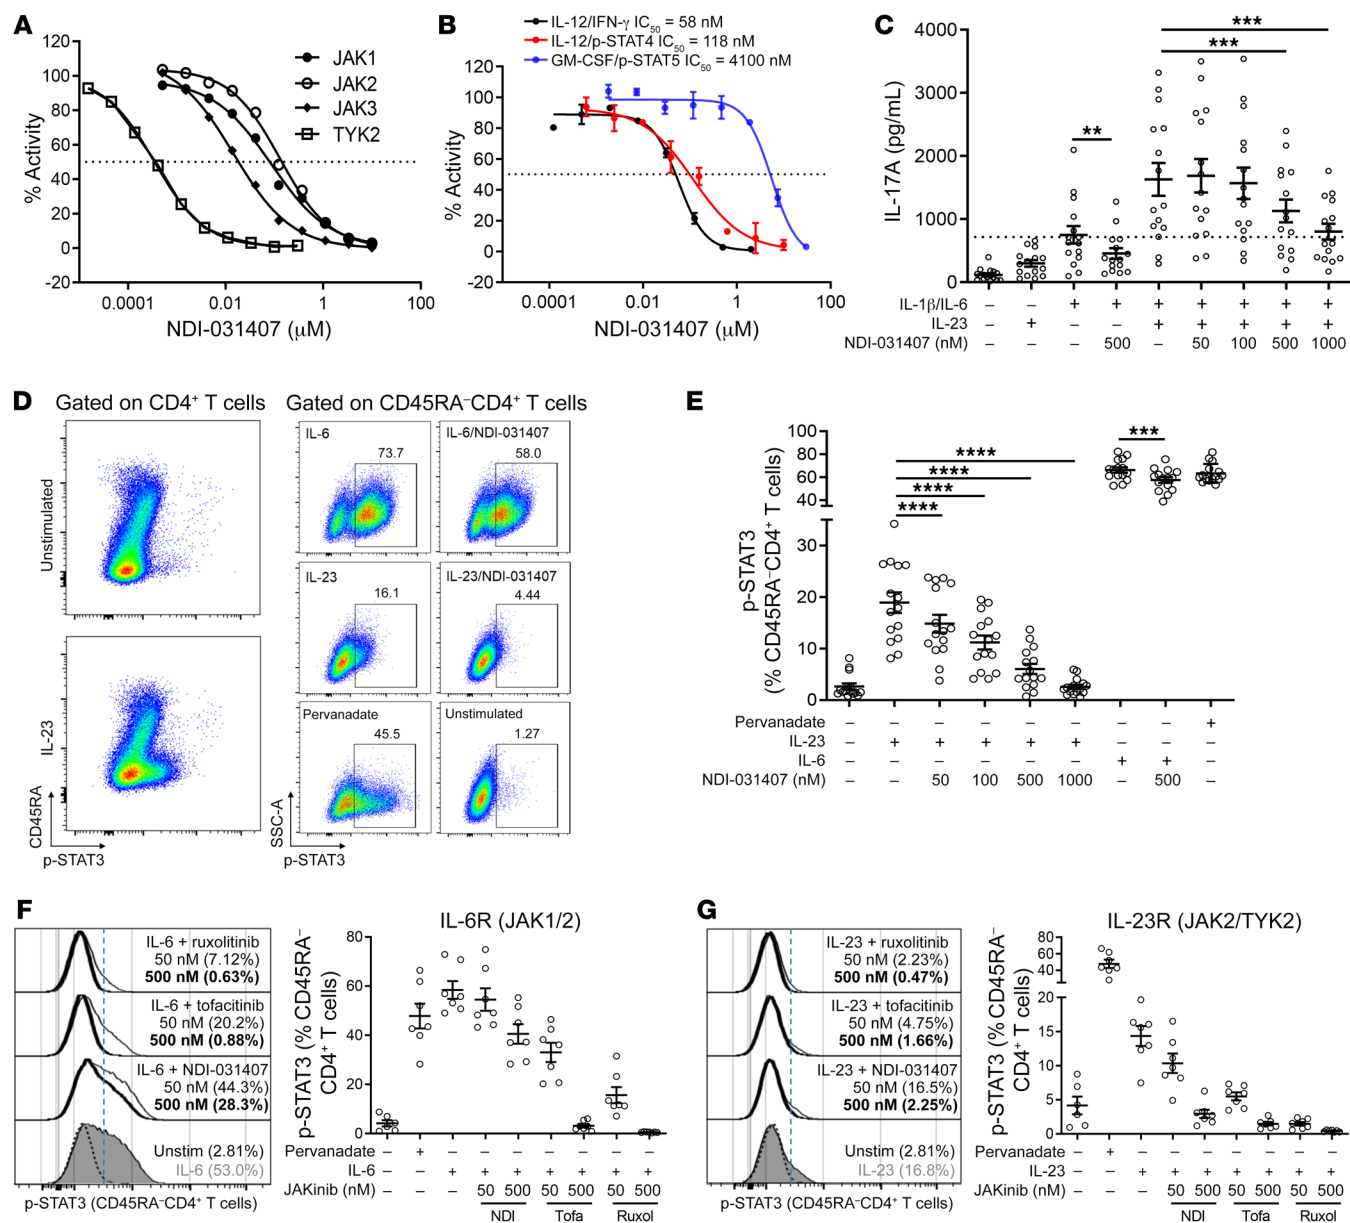 A
120
100
80
60
40
20
0
-20
% Activity
0.0001
0.01
1
100
NDI-031407 (μM)
JAK1
JAK2
JAK3
TYK2
B
IL-12/IFN-γ IC50 = 58 nM
IL-12/p-STAT4 IC50 = 118 nM
GM-CSF/p-STAT5 IC50 = 4100 nM
120
100
80
60
40
20
0
-20
% Activity
0.0001
0.01
1
100
NDI-031407 (μM)
C
IL-17A (pg/mL)
4000
3000
2000
1000
0
**
***
***
IL-1β/IL-6 – – + + + + + + +
IL-23 – + – – + + + + +
NDI-031407 (nM) – – – 500 – 50 100 500 1000
D
Gated on CD4+ T cells
Unstimulated
IL-23
CD45RA
p-STAT3
Gated on CD45RA–CD4+ T cells
IL-6
73.7
IL-6/NDI-031407
58.0
IL-23
16.1
IL-23/NDI-031407
4.44
Pervanadate
45.5
Unstimulated
1.27
SSC-A
p-STAT3
E
p-STAT3
(% CD45RA–CD4+ T cells)
100
80
60
40
30
20
10
0
****
****
****
****
***
Pervanadate – – – – – – – – +
IL-23 – + + + + + – – –
IL-6 – – – – – – + + –
NDI-031407 (nM) – – 50 100 500 1000 – 500 –
F
IL-6 + ruxolitinib
50 nM (7.12%)
500 nM (0.63%)
IL-6 + tofacitinib
50 nM (20.2%)
500 nM (0.88%)
IL-6 + NDI-031407
50 nM (44.3%)
500 nM (28.3%)
Unstim (2.81%)
IL-6 (53.0%)
p-STAT3 (CD45RA–CD4+ T cells)
IL-6R (JAK1/2)
p-STAT3 (% CD45RA–
CD4+ T cells)
80
60
40
20
0
Pervanadate – + – – – – – – –
IL-6 – – + + + + + + +
JAKinib (nM) – – – 50 500 50 500 50 500
NDI Tofa Ruxol
G
IL-23 + ruxolitinib
50 nM (2.23%)
500 nM (0.47%)
IL-23 + tofacitinib
50 nM (4.75%)
500 nM (1.66%)
IL-23 + NDI-031407
50 nM (16.5%)
500 nM (2.25%)
Unstim (2.81%)
IL-23 (16.8%)
p-STAT3 (CD45RA–CD4+ T cells)
IL-23R (JAK2/TYK2)
p-STAT3 (% CD45RA–
CD4+ T cells)
80
60
40
20
15
10
5
0
Pervanadate – + – – – – – – –
IL-23 – – + + + + + + +
JAKinib (nM) – – – 50 500 50 500 50 500
NDI Tofa Ruxol